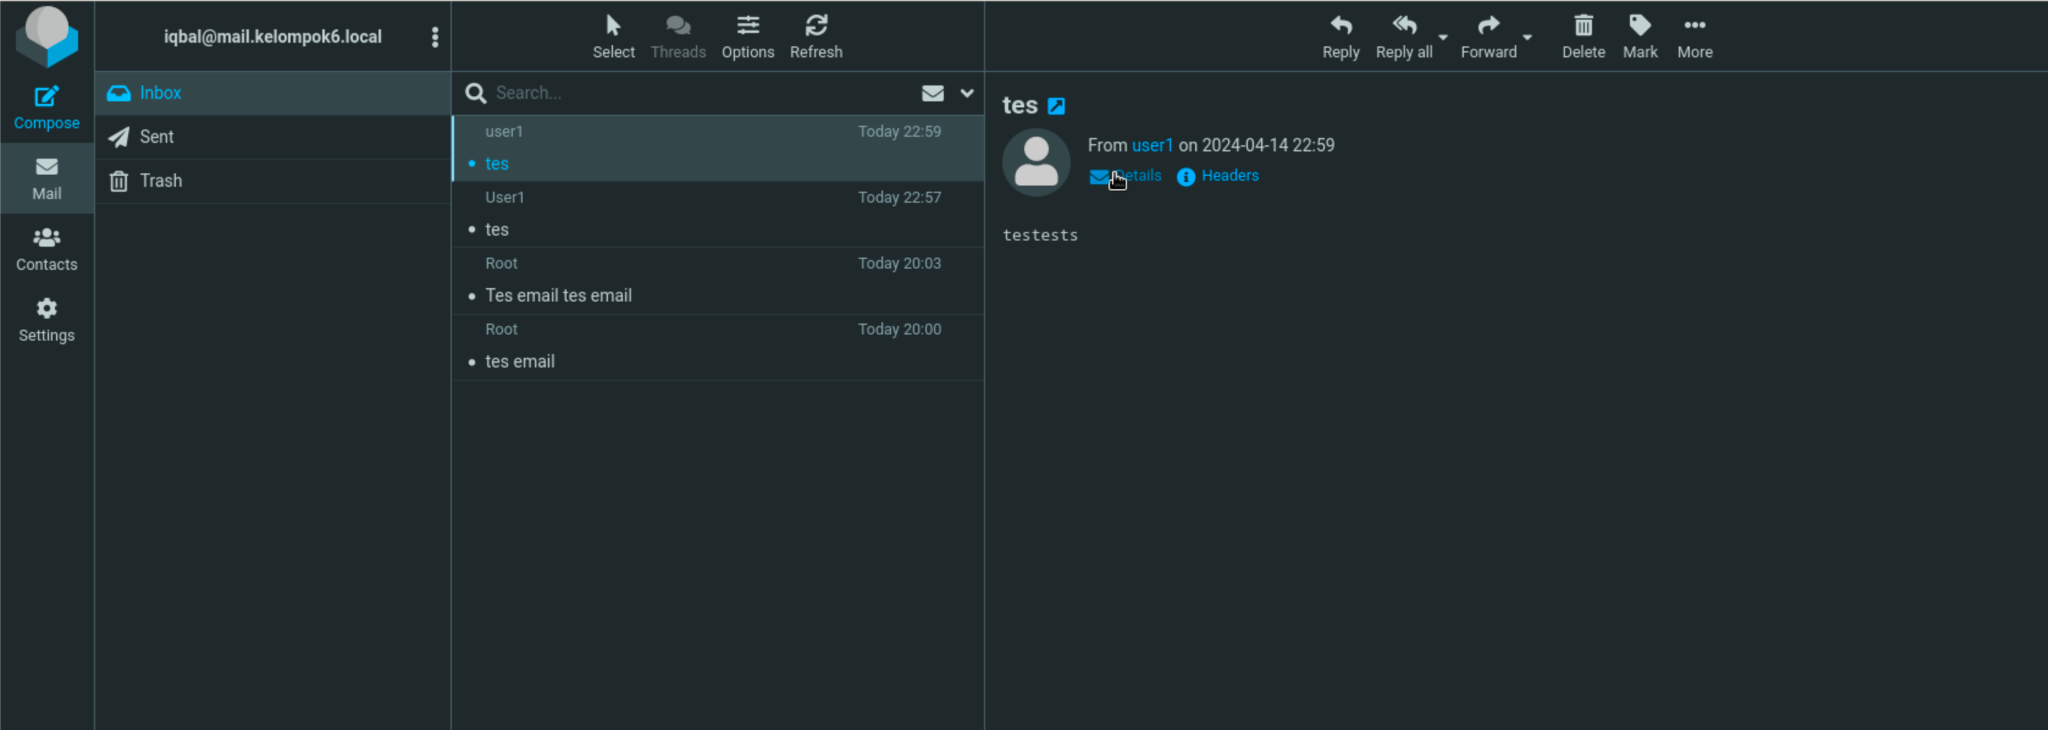 iqbal@mail.kelompok6.local
Compose
Mail
Contacts
Settings
Inbox
Sent
Trash
Select
Threads
Options
Refresh
Search...
user1 Today 22:59
tes
User1 Today 22:57
tes
Root Today 20:03
Tes email tes email
Root Today 20:00
tes email
Reply
Reply all
Forward
Delete
Mark
More
tes
From user1 on 2024-04-14 22:59
Details Headers
testests